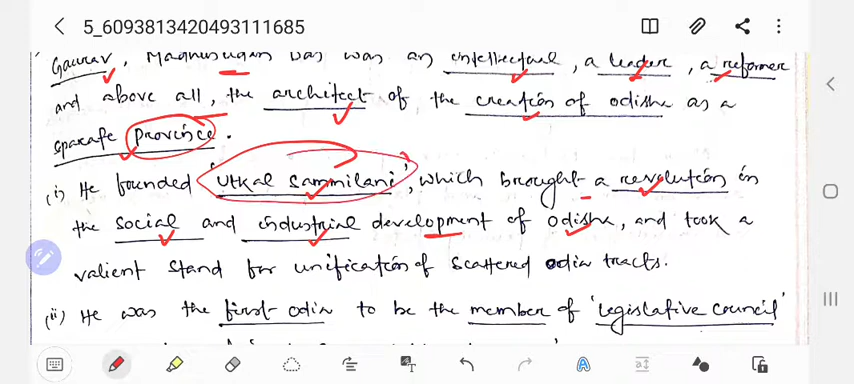 5_6093813420493111685
Gaurav, Madhusudan Das was an intellectual, a leader, a reformer
and above all, the architect of the creation of odisha as a
sparate province.
(i) He founded 'Utkal Sammilani', which brought a revolution in
the social and industrial development of odisha, and took a
valient stand for unification of scattered odia tracts.
(ii) He was the first odia to be the member of 'Legislative Council'